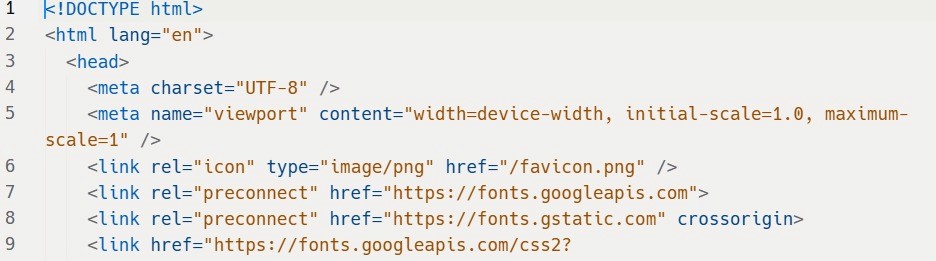 1 <!DOCTYPE html>
2 <html lang="en">
3 <head>
4 <meta charset="UTF-8" />
5 <meta name="viewport" content="width=device-width, initial-scale=1.0, maximum-
scale=1" />
6 <link rel="icon" type="image/png" href="/favicon.png" />
7 <link rel="preconnect" href="https://fonts.googleapis.com">
8 <link rel="preconnect" href="https://fonts.gstatic.com" crossorigin>
9 <link href="https://fonts.googleapis.com/css2?